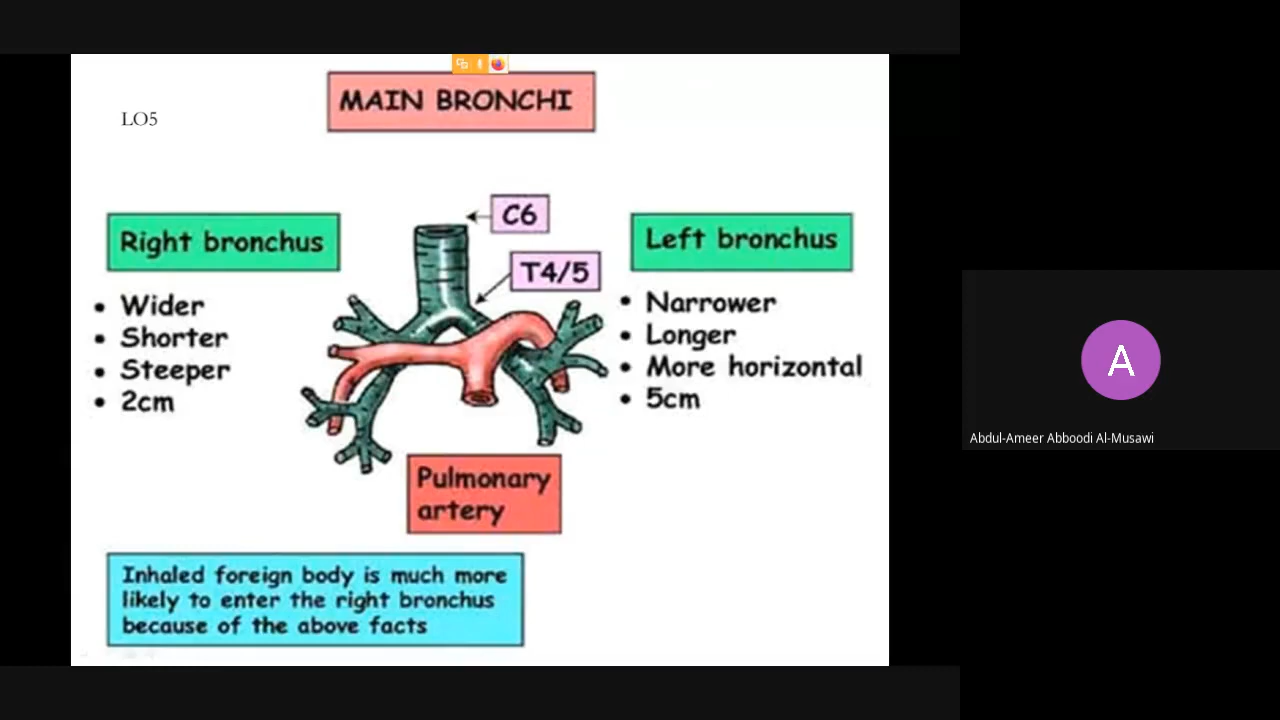 MAIN BRONCHI
LO5
C6
T4/5
Right bronchus
• Wider
• Shorter
• Steeper
• 2cm
Left bronchus
• Narrower
• Longer
• More horizontal
• 5cm
Pulmonary
artery
Inhaled foreign body is much more
likely to enter the right bronchus
because of the above facts
A
Abdul-Ameer Abboodi Al-Musawi